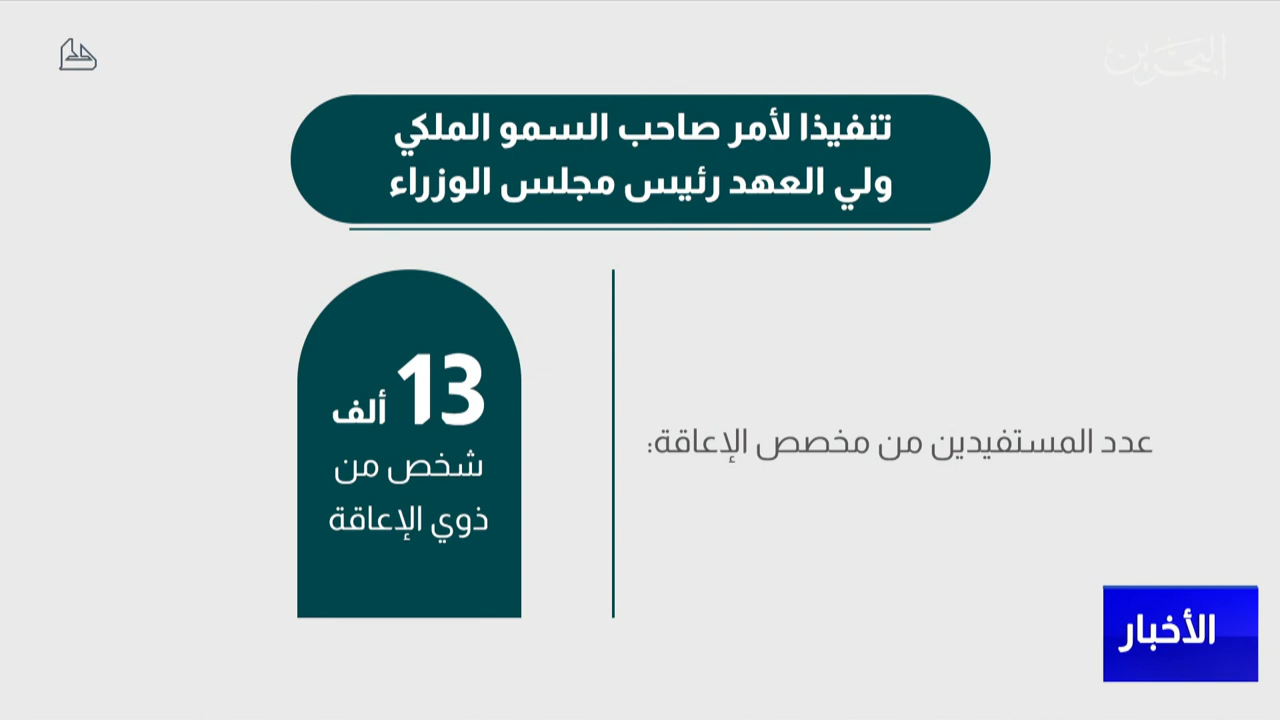 البحرين
تنفيذا لأمر صاحب السمو الملكي
ولي العهد رئيس مجلس الوزراء
عدد المستفيدين من مخصص الإعاقة:
13 ألف
شخص من
ذوي الإعاقة
الأخبار